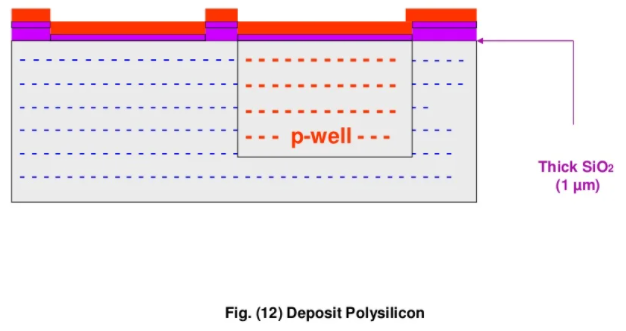 p-well
Thick SiO2
(1 µm)
Fig. (12) Deposit Polysilicon